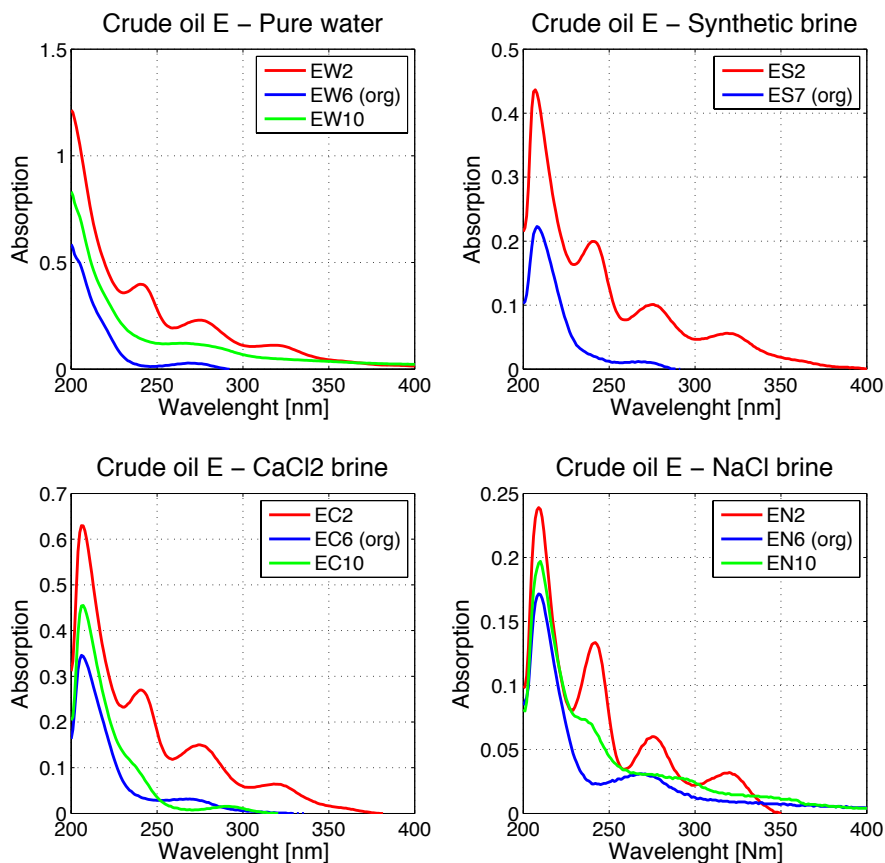 Crude oil E − Pure water
1.5
1
0.5
0
Absorption
EW2
EW6 (org)
EW10
200 250 300 350 400
Wavelenght [nm]
Crude oil E − Synthetic brine
0.5
0.4
0.3
0.2
0.1
0
Absorption
ES2
ES7 (org)
200 250 300 350 400
Wavelenght [nm]
Crude oil E − CaCl2 brine
0.7
0.6
0.5
0.4
0.3
0.2
0.1
0
Absorption
EC2
EC6 (org)
EC10
200 250 300 350 400
Wavelenght [nm]
Crude oil E − NaCl brine
0.25
0.2
0.15
0.1
0.05
0
Absorption
EN2
EN6 (org)
EN10
200 250 300 350 400
Wavelenght [Nm]